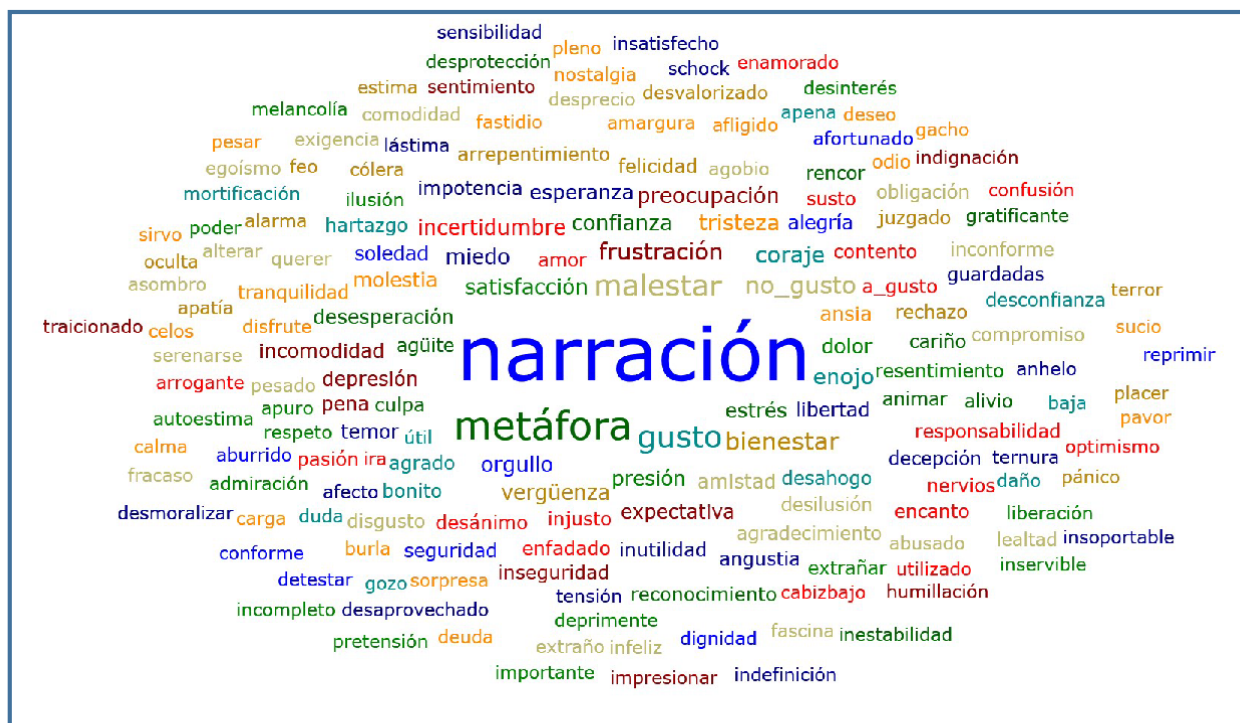 sensibilidad pleno insatisfecho
desprotección nostalgia schock enamorado
estima sentimiento desprecio desvalorizado desinterés
melancolía comodidad fastidio amargura afligido apena deseo
pesar exigencia lástima arrepentimiento felicidad agobio afortunado gacho
egoísmo feo cólera rencor odio indignación
mortificación ilusión impotencia esperanza preocupación susto obligación confusión
sirvo poder alarma hartazgo incertidumbre confianza tristeza alegría juzgado gratificante
oculta alterar querer soledad miedo amor frustración coraje contento inconforme
asombro tranquilidad molestia satisfacción malestar no_gusto a_gusto guardadas
apatía desconfianza terror
traicionado celos disfrute desesperación ansia rechazo sucio
serenarse incomodidad agüite narración dolor cariño compromiso reprimir
arrogante pesado depresión enojo resentimiento anhelo
autoestima apuro pena culpa metáfora estrés libertad animar alivio baja placer
calma respeto temor útil gusto bienestar responsabilidad pavor
fracaso aburrido pasión ira agrado orgullo decepción ternura optimismo
admiración afecto bonito vergüenza presión amistad desahogo nervios daño pánico
desmoralizar carga duda disgusto desánimo injusto expectativa desilusión encanto liberación
conforme burla seguridad enfadado inutilidad angustia agradecimiento abusado lealtad insoportable
detestar gozo sorpresa inseguridad extrañar utilizado inservible
incompleto desaprovechado tensión reconocimiento cabizbajo humillación
pretensión deuda deprimente
extraño infeliz dignidad fascina inestabilidad
importante impresionar indefinición